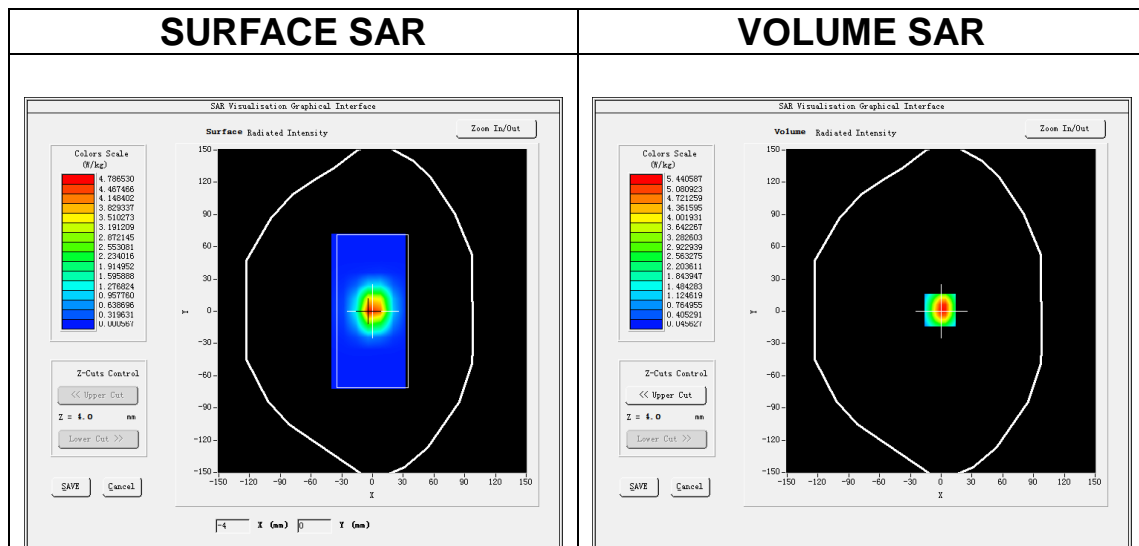 SURFACE SAR
VOLUME SAR
SAR Visualisation Graphical Interface
Surface Radiated Intensity
Zoom In/Out
Colors Scale
(W/kg)
4.786530
4.467466
4.148402
3.829337
3.510273
3.191209
2.872145
2.553081
2.234016
1.914952
1.595888
1.276824
0.957760
0.638696
0.319631
0.000567
150
120
90
60
30
0
-30
-60
-90
-120
-150
Y
-150 -120 -90 -60 -30 0 30 60 90 120 150
X
Z-Cuts Control
<< Upper Cut
Z = 4.0 mm
Lower Cut >>
SAVE Cancel
-4 X (mm) 0 Y (mm)
SAR Visualisation Graphical Interface
Volume Radiated Intensity
Zoom In/Out
Colors Scale
(W/kg)
5.440587
5.080923
4.721259
4.361595
4.001931
3.642267
3.282603
2.922939
2.563275
2.203611
1.843947
1.484283
1.124619
0.764955
0.405291
0.045627
150
120
90
60
30
0
-30
-60
-90
-120
-150
Y
-150 -120 -90 -60 -30 0 30 60 90 120 150
X
Z-Cuts Control
<< Upper Cut
Z = 4.0 mm
Lower Cut >>
SAVE Cancel